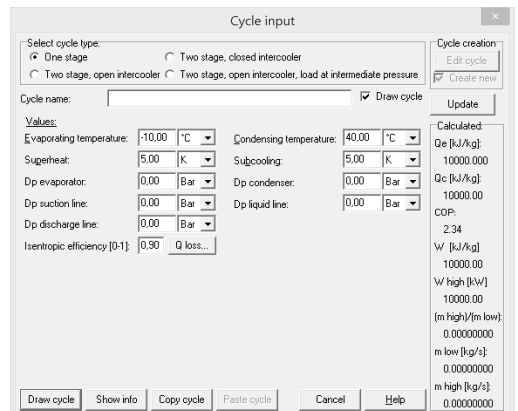 Cycle input
Select cycle type:
One stage
Two stage, closed intercooler
Two stage, open intercooler
Two stage, open intercooler, load at intermediate pressure
Cycle creation
Edit cycle
Create new
Cycle name:
Draw cycle
Update
Values:
Evaporating temperature: -10,00 °C
Condensing temperature: 40,00 °C
Superheat: 5,00 K
Subcooling: 5,00 K
Dp evaporator: 0,00 Bar
Dp condenser: 0,00 Bar
Dp suction line: 0,00 Bar
Dp liquid line: 0,00 Bar
Dp discharge line: 0,00 Bar
Isentropic efficiency [0-1]: 0,90 Q loss...
Calculated:
Qe [kJ/kg]:
10000.000
Qc [kJ/kg]:
10000.00
COP:
2.34
W [kJ/kg]
10000.00
W high [kW]
10000.00
(m high)/(m low):
0.00000000
m low [kg/s]:
0.00000000
m high [kg/s]:
0.00000000
Draw cycle
Show info
Copy cycle
Paste cycle
Cancel
Help